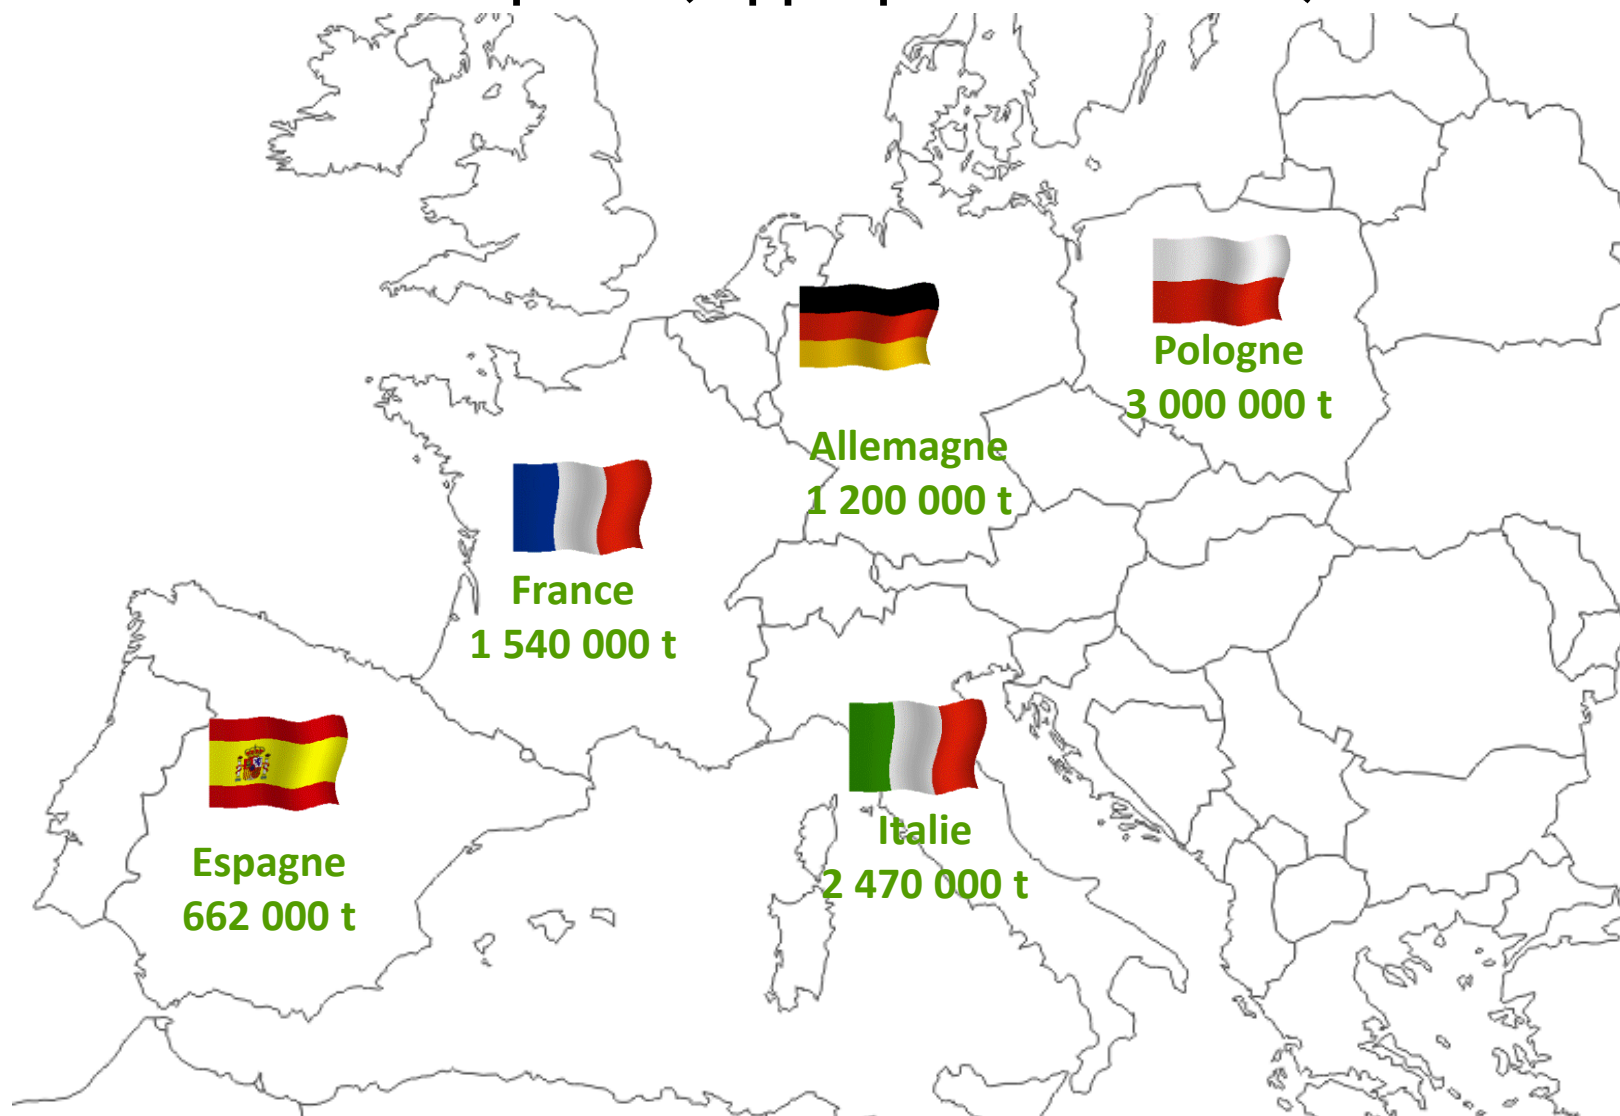 Pologne
3 000 000 t
Allemagne
1 200 000 t
France
1 540 000 t
Italie
2 470 000 t
Espagne
662 000 t